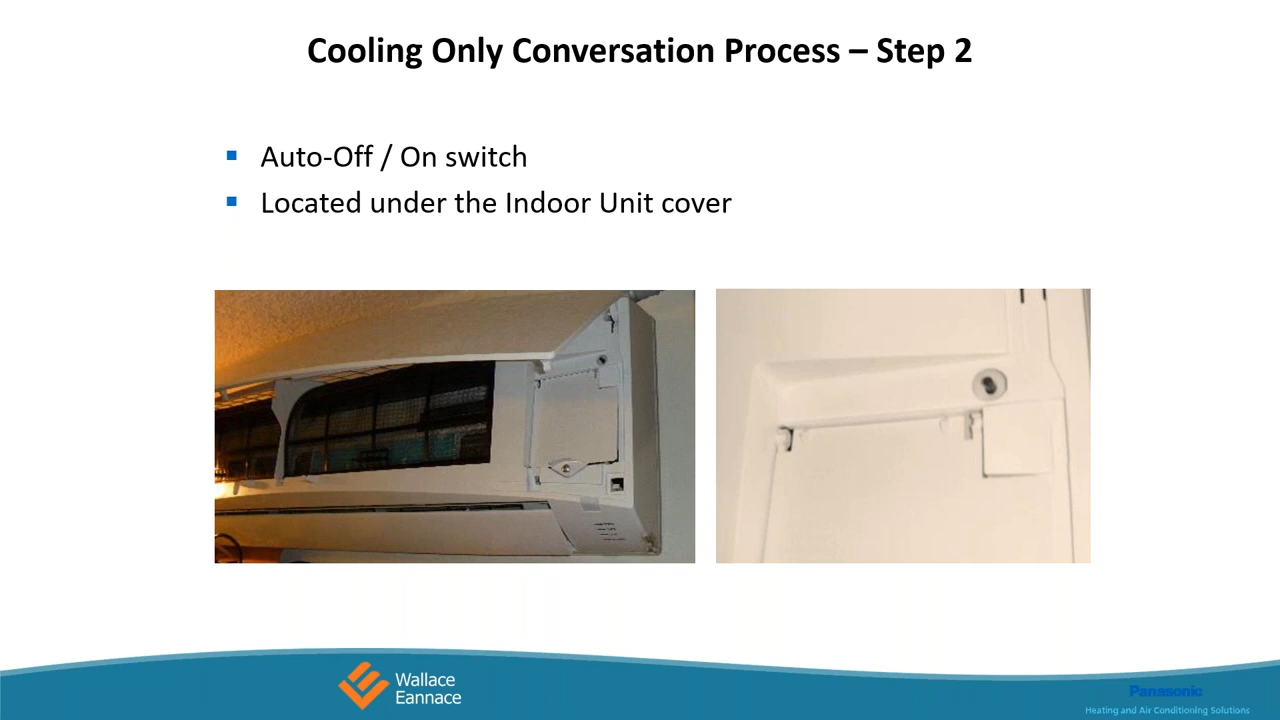 Cooling Only Conversation Process – Step 2
Auto-Off / On switch
Located under the Indoor Unit cover
Wallace
Eannace
Panasonic
Heating and Air Conditioning Solutions